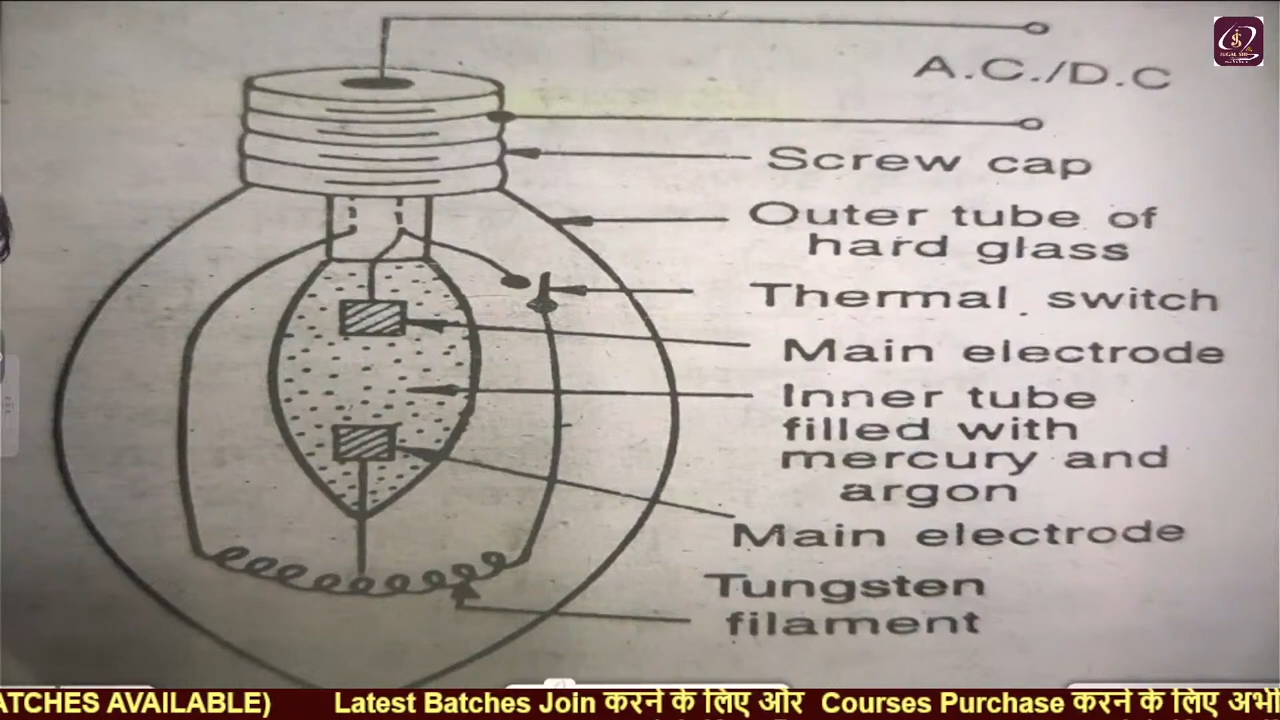 A.C./D.C
Screw cap
Outer tube of
hard glass
Thermal switch
Main electrode
Inner tube
filled with
mercury and
argon
Main electrode
Tungsten
filament
ATCHES AVAILABLE) Latest Batches Join करने के लिए और Courses Purchase करने के लिए अभी